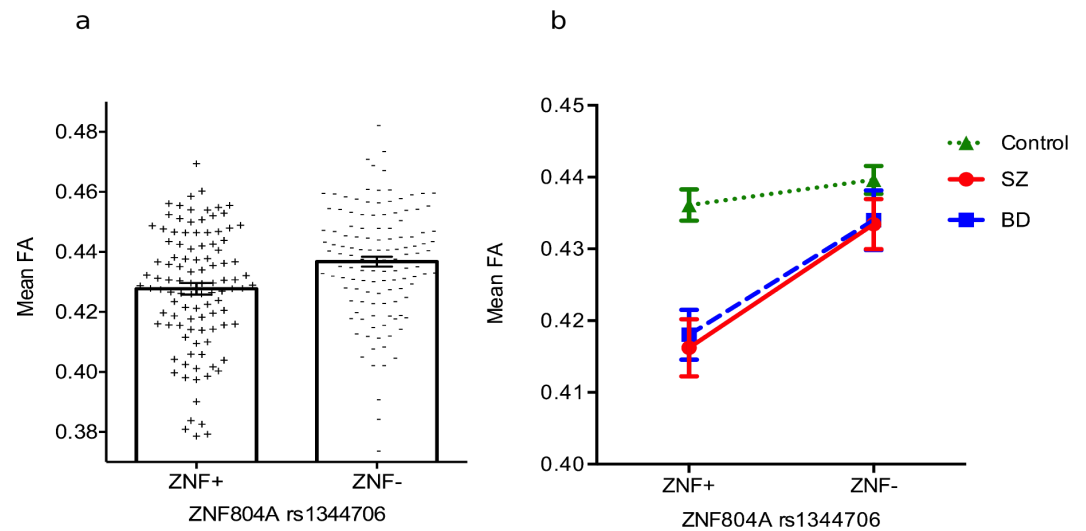 a
0.48
0.46
0.44
0.42
0.40
0.38
Mean FA
ZNF+ ZNF-
ZNF804A rs1344706
b
0.45
0.44
0.43
0.42
0.41
0.40
Mean FA
ZNF+ ZNF-
ZNF804A rs1344706
Control
SZ
BD